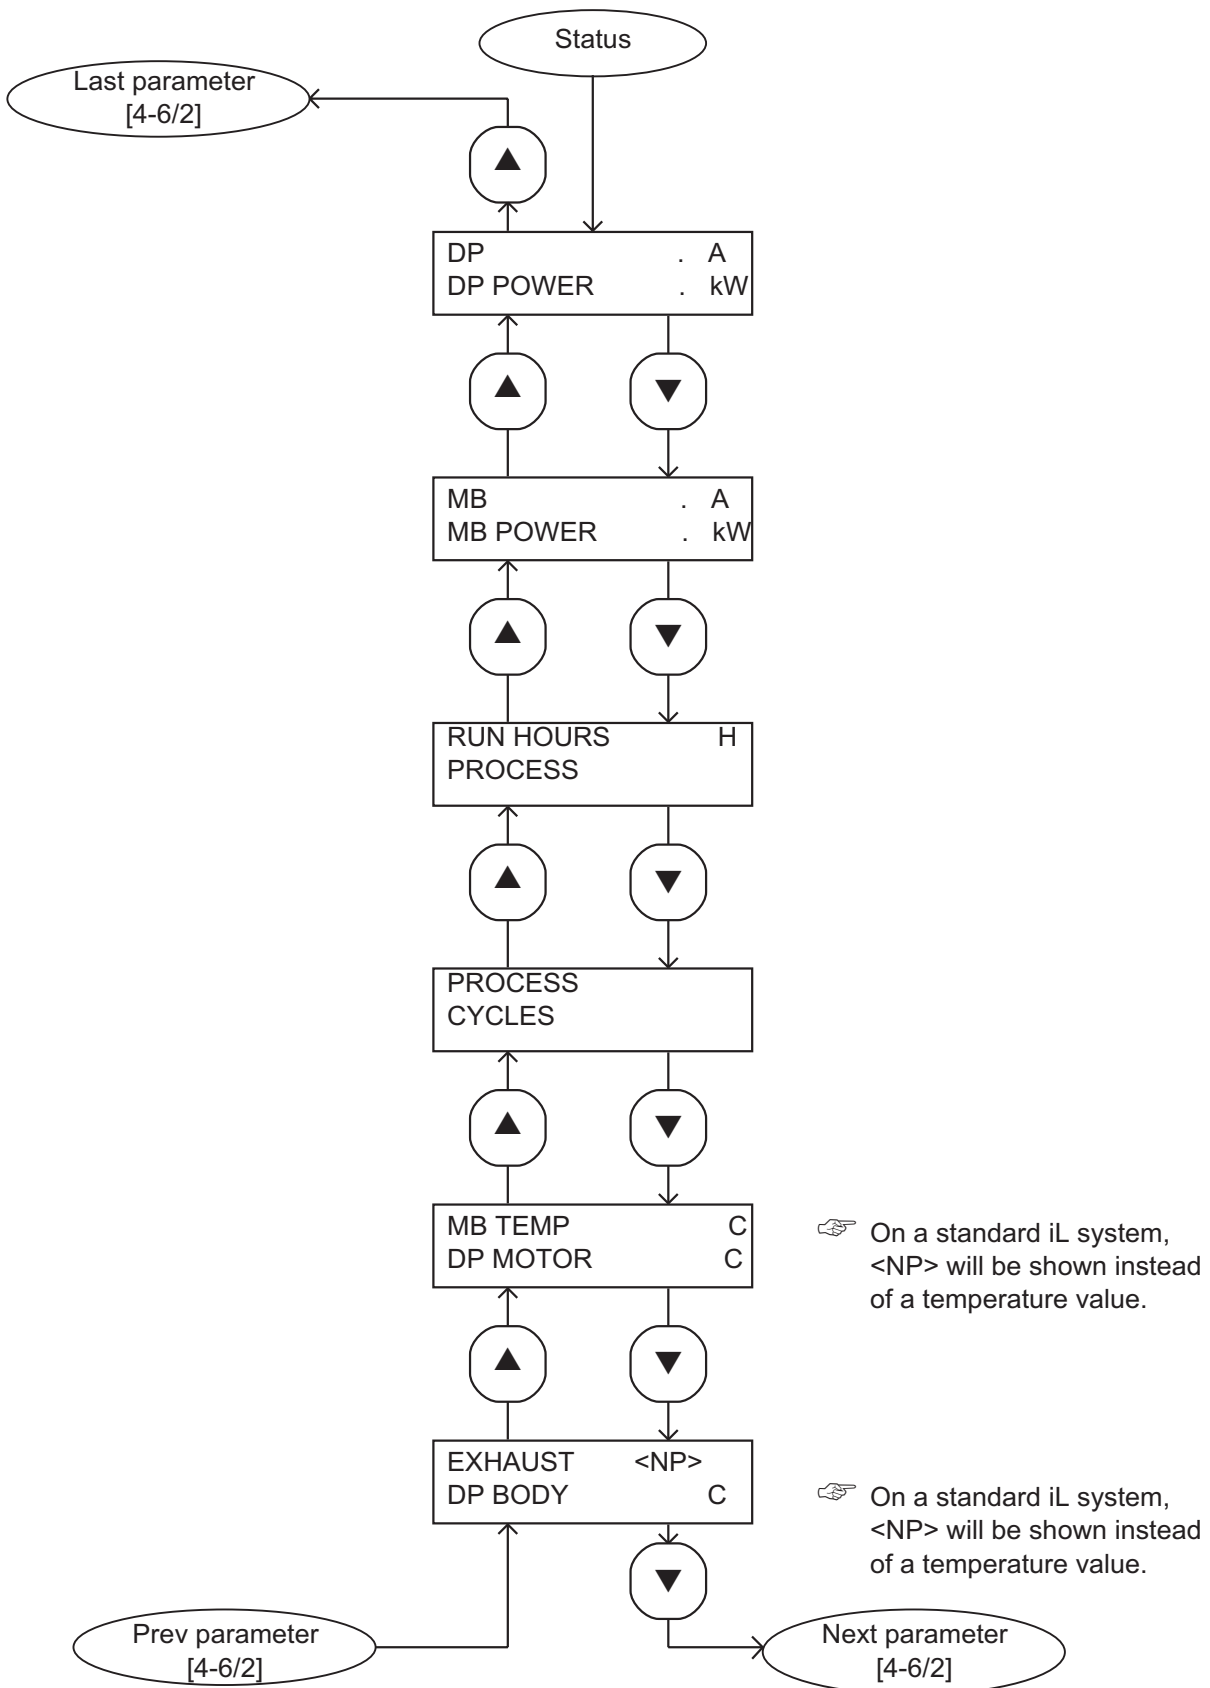 Status
Last parameter
[4-6/2]
DP . A
DP POWER . kW
MB . A
MB POWER . kW
RUN HOURS H
PROCESS
PROCESS
CYCLES
MB TEMP C
DP MOTOR C
☞ On a standard iL system,
<NP> will be shown instead
of a temperature value.
EXHAUST <NP>
DP BODY C
☞ On a standard iL system,
<NP> will be shown instead
of a temperature value.
Prev parameter
[4-6/2]
Next parameter
[4-6/2]